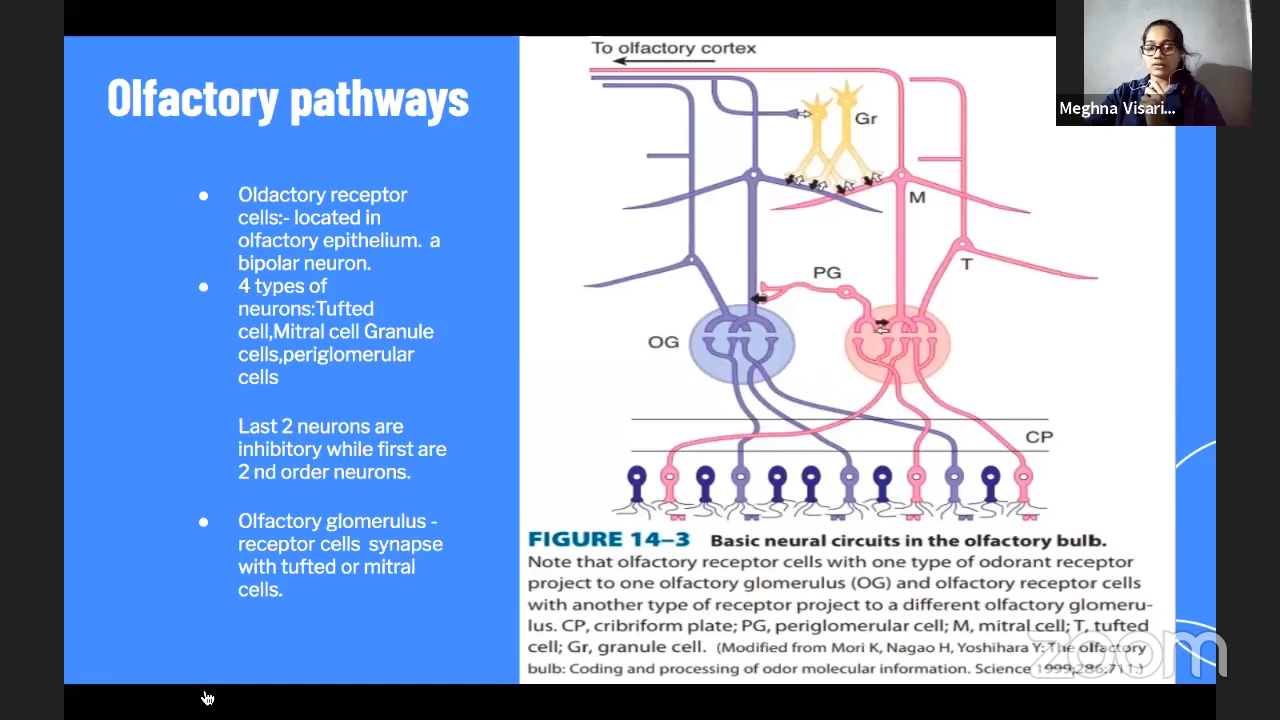 Olfactory pathways
Oldactory receptor
cells:- located in
olfactory epithelium. a
bipolar neuron.
4 types of
neurons:Tufted
cell,Mitral cell Granule
cells,periglomerular
cells
Last 2 neurons are
inhibitory while first are
2 nd order neurons.
Olfactory glomerulus -
receptor cells synapse
with tufted or mitral
cells.
To olfactory cortex
Gr
M
T
PG
OG
CP
FIGURE 14–3 Basic neural circuits in the olfactory bulb.
Note that olfactory receptor cells with one type of odorant receptor
project to one olfactory glomerulus (OG) and olfactory receptor cells
with another type of receptor project to a different olfactory glomeru-
lus. CP, cribriform plate; PG, periglomerular cell; M, mitral cell; T, tufted
cell; Gr, granule cell. (Modified from Mori K, Nagao H, Yoshihara Y: The olfactory
bulb: Coding and processing of odor molecular information. Science 1999;286:711.)
Meghna Visari...
zoom